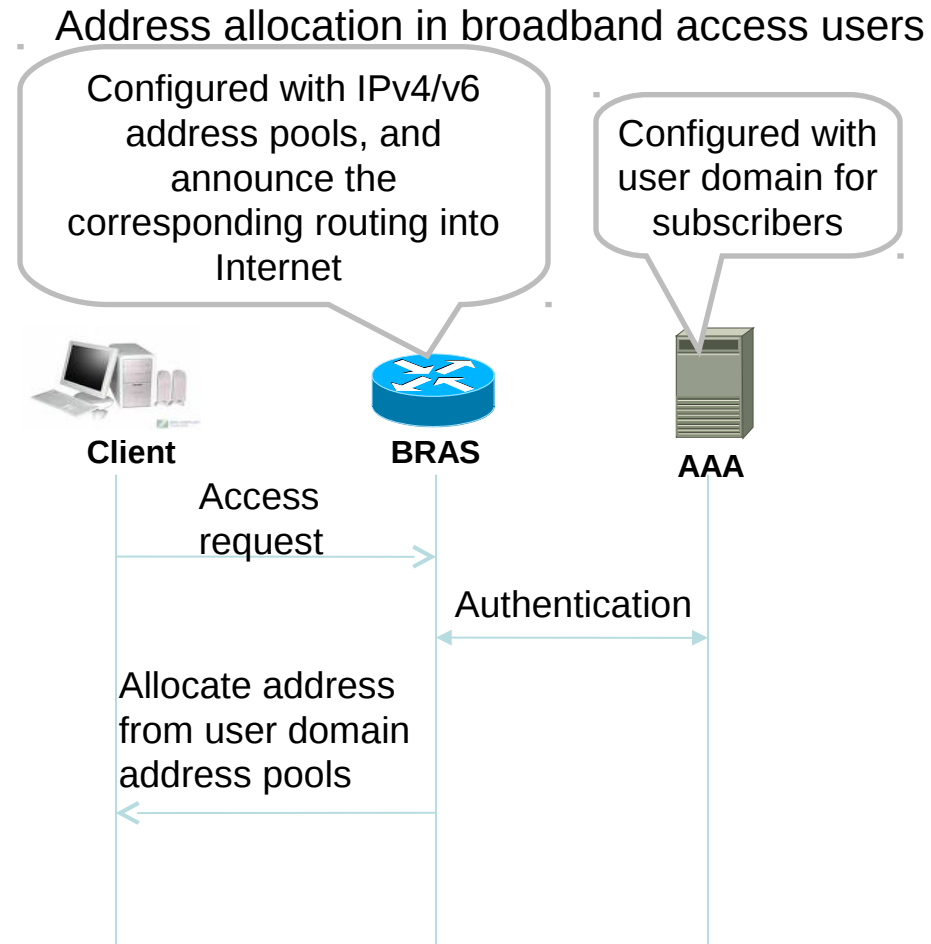 Address allocation in broadband access users
Configured with IPv4/v6
address pools, and
announce the
corresponding routing into
Internet
Configured with
user domain for
subscribers
Client
BRAS
AAA
Access
request
Authentication
Allocate address
from user domain
address pools